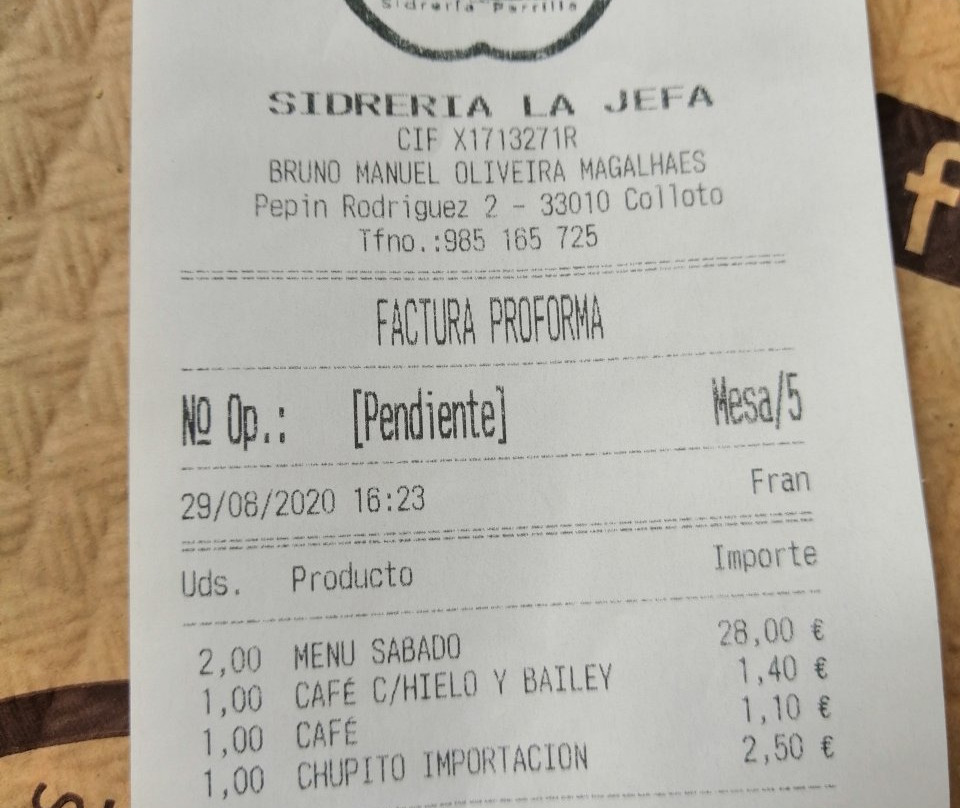 Sidrería Parrilla
SIDRERIA LA JEFA
CIF X1713271R
BRUNO MANUEL OLIVEIRA MAGALHAES
Pepin Rodriguez 2 - 33010 Colloto
Tfno.:985 165 725
FACTURA PROFORMA
Nº Op.: [Pendiente] Mesa/5
29/08/2020 16:23 Fran
Uds. Producto Importe
2,00 MENU SABADO 28,00 €
1,00 CAFÉ C/HIELO Y BAILEY 1,40 €
1,00 CAFÉ 1,10 €
1,00 CHUPITO IMPORTACION 2,50 €
f